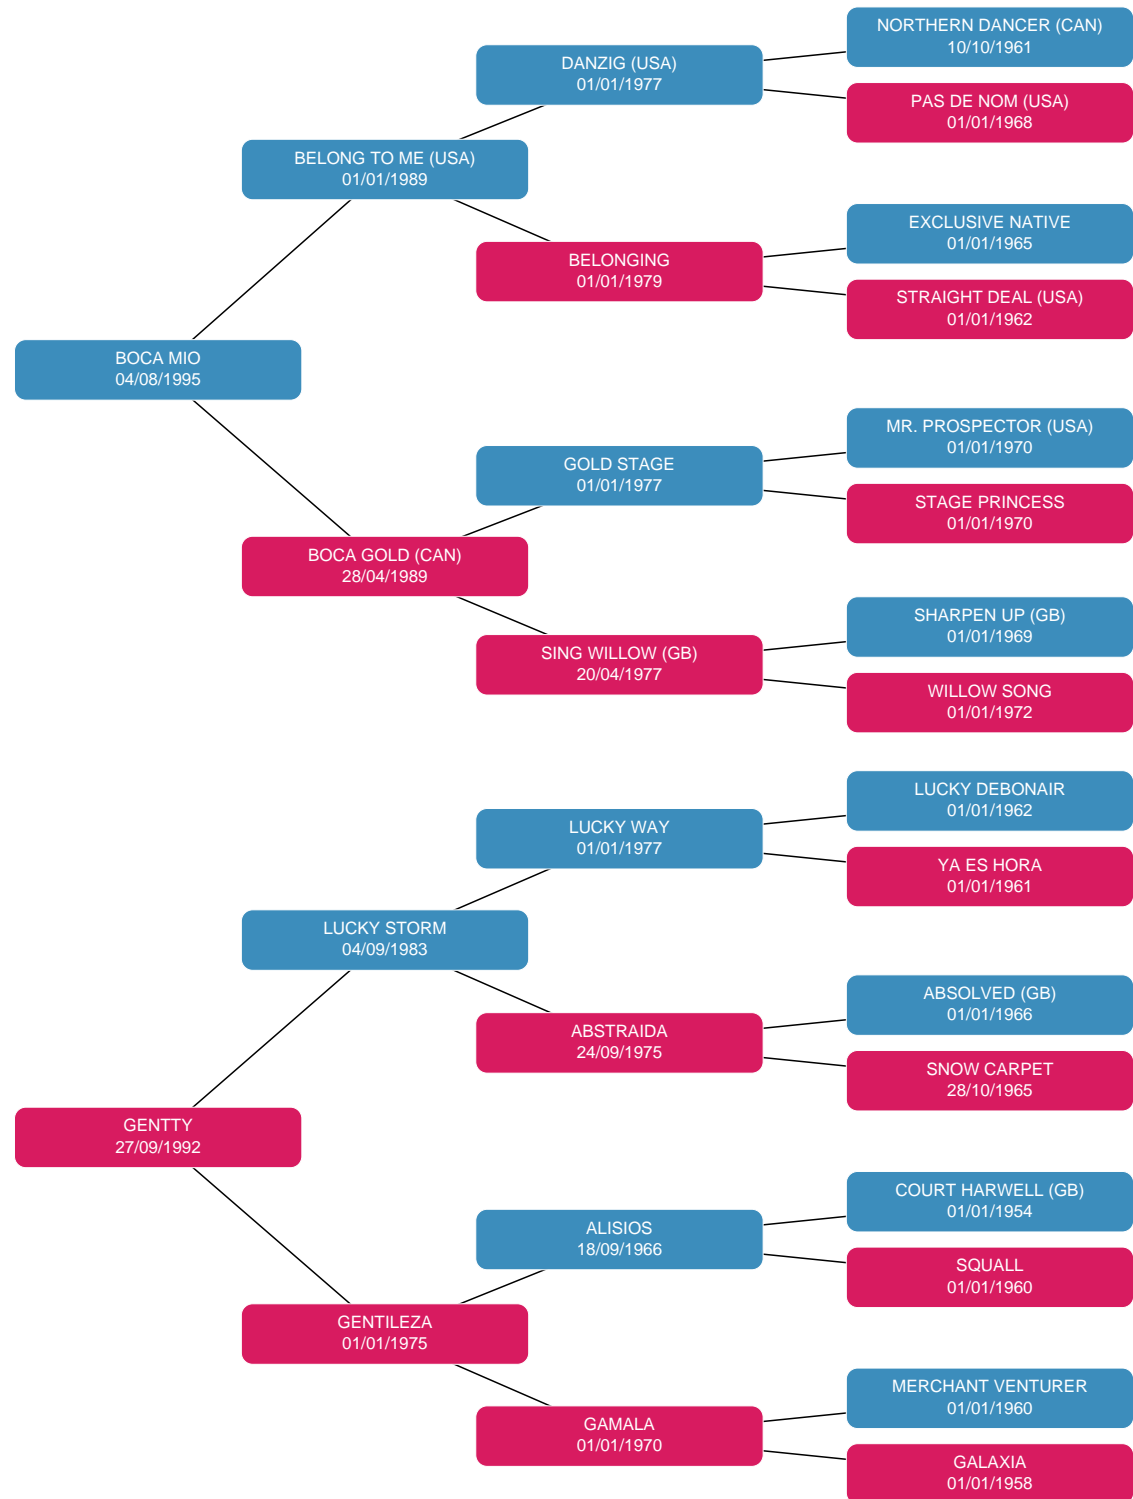 NORTHERN DANCER (CAN)
10/10/1961
DANZIG (USA)
01/01/1977
PAS DE NOM (USA)
01/01/1968
BELONG TO ME (USA)
01/01/1989
EXCLUSIVE NATIVE
01/01/1965
BELONGING
01/01/1979
STRAIGHT DEAL (USA)
01/01/1962
BOCA MIO
04/08/1995
MR. PROSPECTOR (USA)
01/01/1970
GOLD STAGE
01/01/1977
STAGE PRINCESS
01/01/1970
BOCA GOLD (CAN)
28/04/1989
SHARPEN UP (GB)
01/01/1969
SING WILLOW (GB)
20/04/1977
WILLOW SONG
01/01/1972
LUCKY DEBONAIR
01/01/1962
LUCKY WAY
01/01/1977
YA ES HORA
01/01/1961
LUCKY STORM
04/09/1983
ABSOLVED (GB)
01/01/1966
ABSTRAIDA
24/09/1975
SNOW CARPET
28/10/1965
GENTTY
27/09/1992
COURT HARWELL (GB)
01/01/1954
ALISIOS
18/09/1966
SQUALL
01/01/1960
GENTILEZA
01/01/1975
MERCHANT VENTURER
01/01/1960
GAMALA
01/01/1970
GALAXIA
01/01/1958